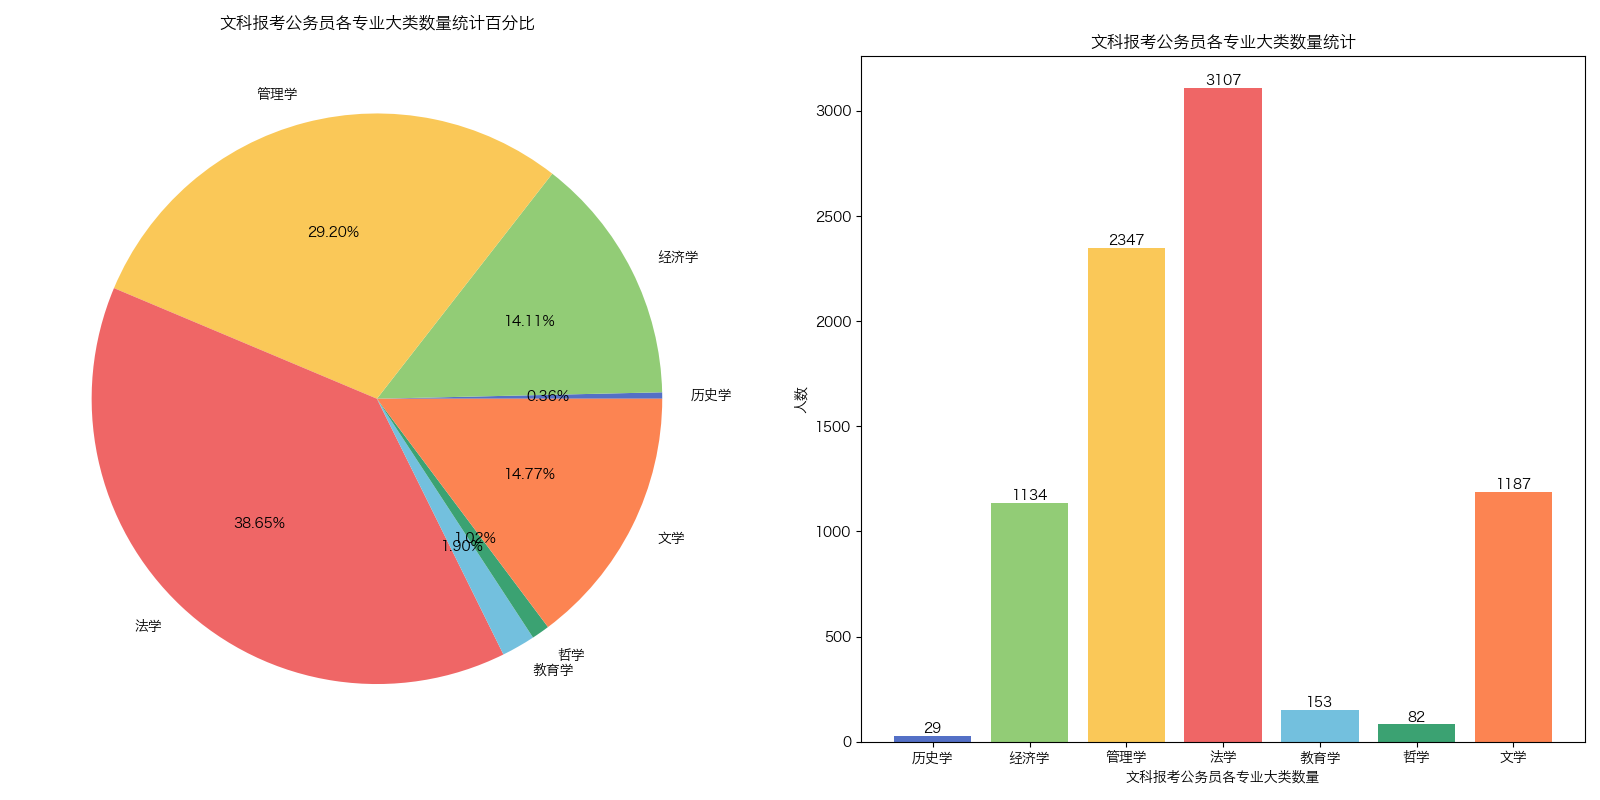 文科报考公务员各专业大类数量统计百分比
管理学
经济学
历史学
文学
哲学
教育学
法学
29.20%
14.11%
0.36%
14.77%
1.02%
1.90%
38.65%
文科报考公务员各专业大类数量统计
人数
3000
2500
2000
1500
1000
500
0
29
1134
2347
3107
153
82
1187
历史学 经济学 管理学 法学 教育学 哲学 文学
文科报考公务员各专业大类数量